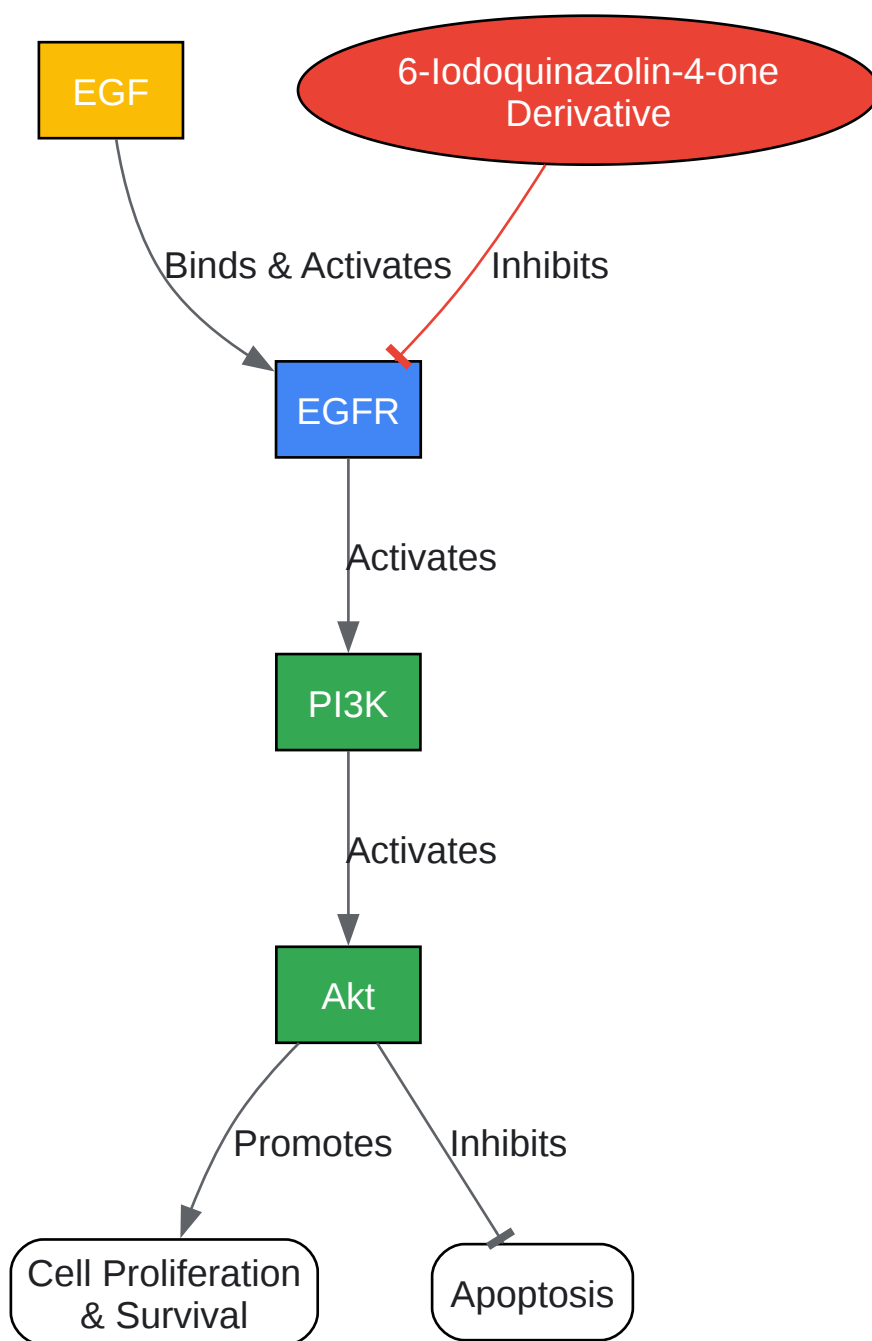 EGF
6-Iodoquinazolin-4-one
Derivative
Binds & Activates
Inhibits
EGFR
Activates
PI3K
Activates
Akt
Promotes
Inhibits
Cell Proliferation
& Survival
Apoptosis